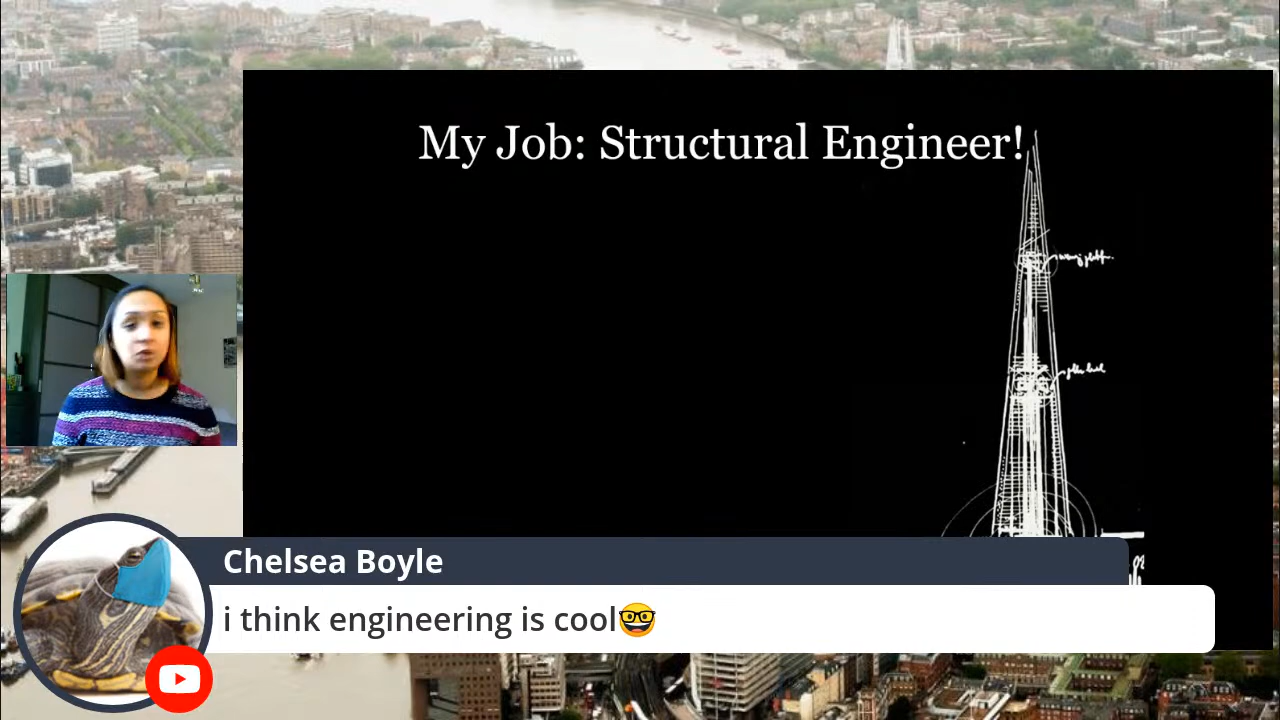 My Job: Structural Engineer!
Chelsea Boyle
i think engineering is cool🤓